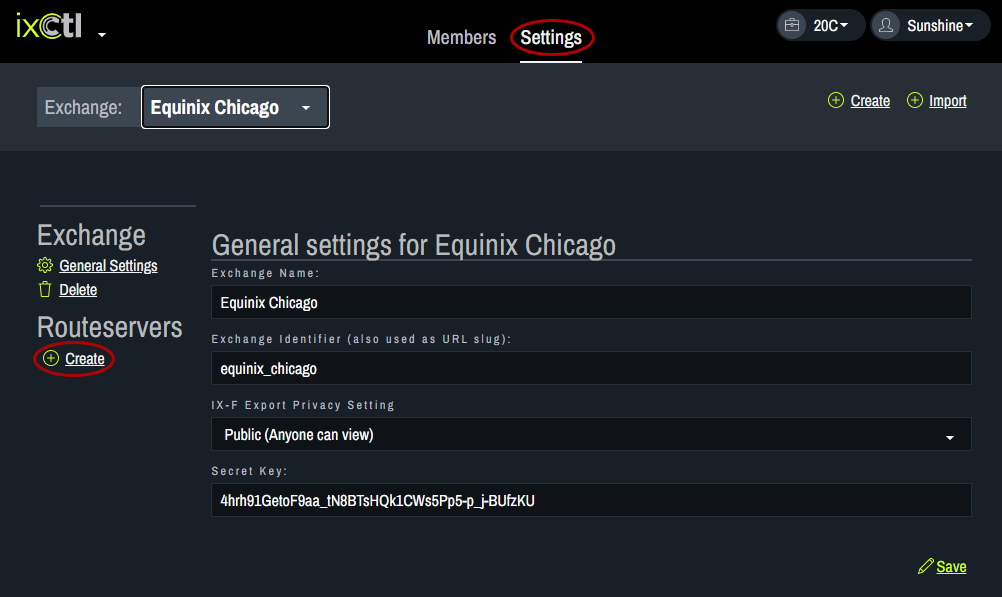 ixCtl
Members
Settings
20C
Sunshine
Exchange:
Equinix Chicago
Create
Import
Exchange
General Settings
Delete
Routeservers
Create
General settings for Equinix Chicago
Exchange Name:
Equinix Chicago
Exchange Identifier (also used as URL slug):
equinix_chicago
IX-F Export Privacy Setting
Public (Anyone can view)
Secret Key:
4hrh91GetoF9aa_tN8BTsHQk1CWs5Pp5-p_j-BUfzKU
Save